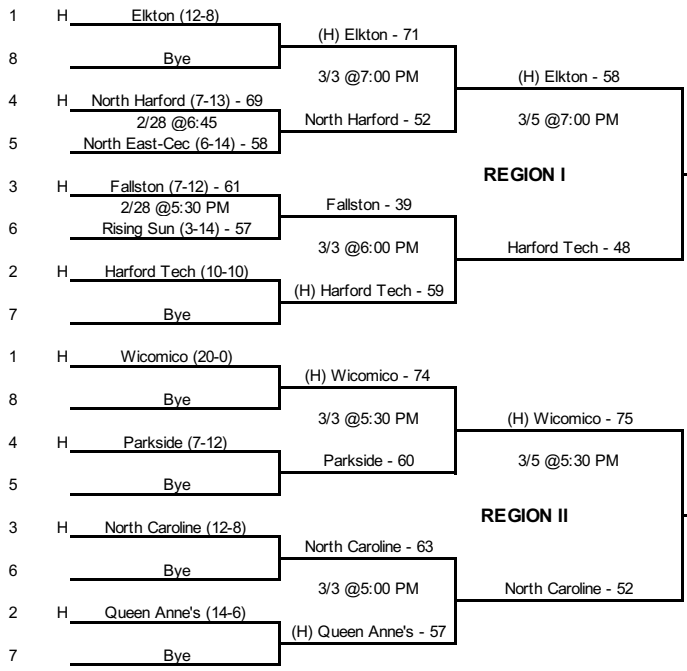 1 H Elkton (12-8)
(H) Elkton - 71
8 Bye
3/3 @7:00 PM
(H) Elkton - 58
4 H North Harford (7-13) - 69
2/28 @6:45
North Harford - 52
3/5 @7:00 PM
5 North East-Cec (6-14) - 58
REGION I
3 H Fallston (7-12) - 61
2/28 @5:30 PM
Fallston - 39
6 Rising Sun (3-14) - 57
3/3 @6:00 PM
Harford Tech - 48
2 H Harford Tech (10-10)
(H) Harford Tech - 59
7 Bye
1 H Wicomico (20-0)
(H) Wicomico - 74
8 Bye
3/3 @5:30 PM
(H) Wicomico - 75
4 H Parkside (7-12)
Parkside - 60
3/5 @5:30 PM
5 Bye
REGION II
3 H North Caroline (12-8)
North Caroline - 63
6 Bye
3/3 @5:00 PM
North Caroline - 52
2 H Queen Anne's (14-6)
(H) Queen Anne's - 57
7 Bye